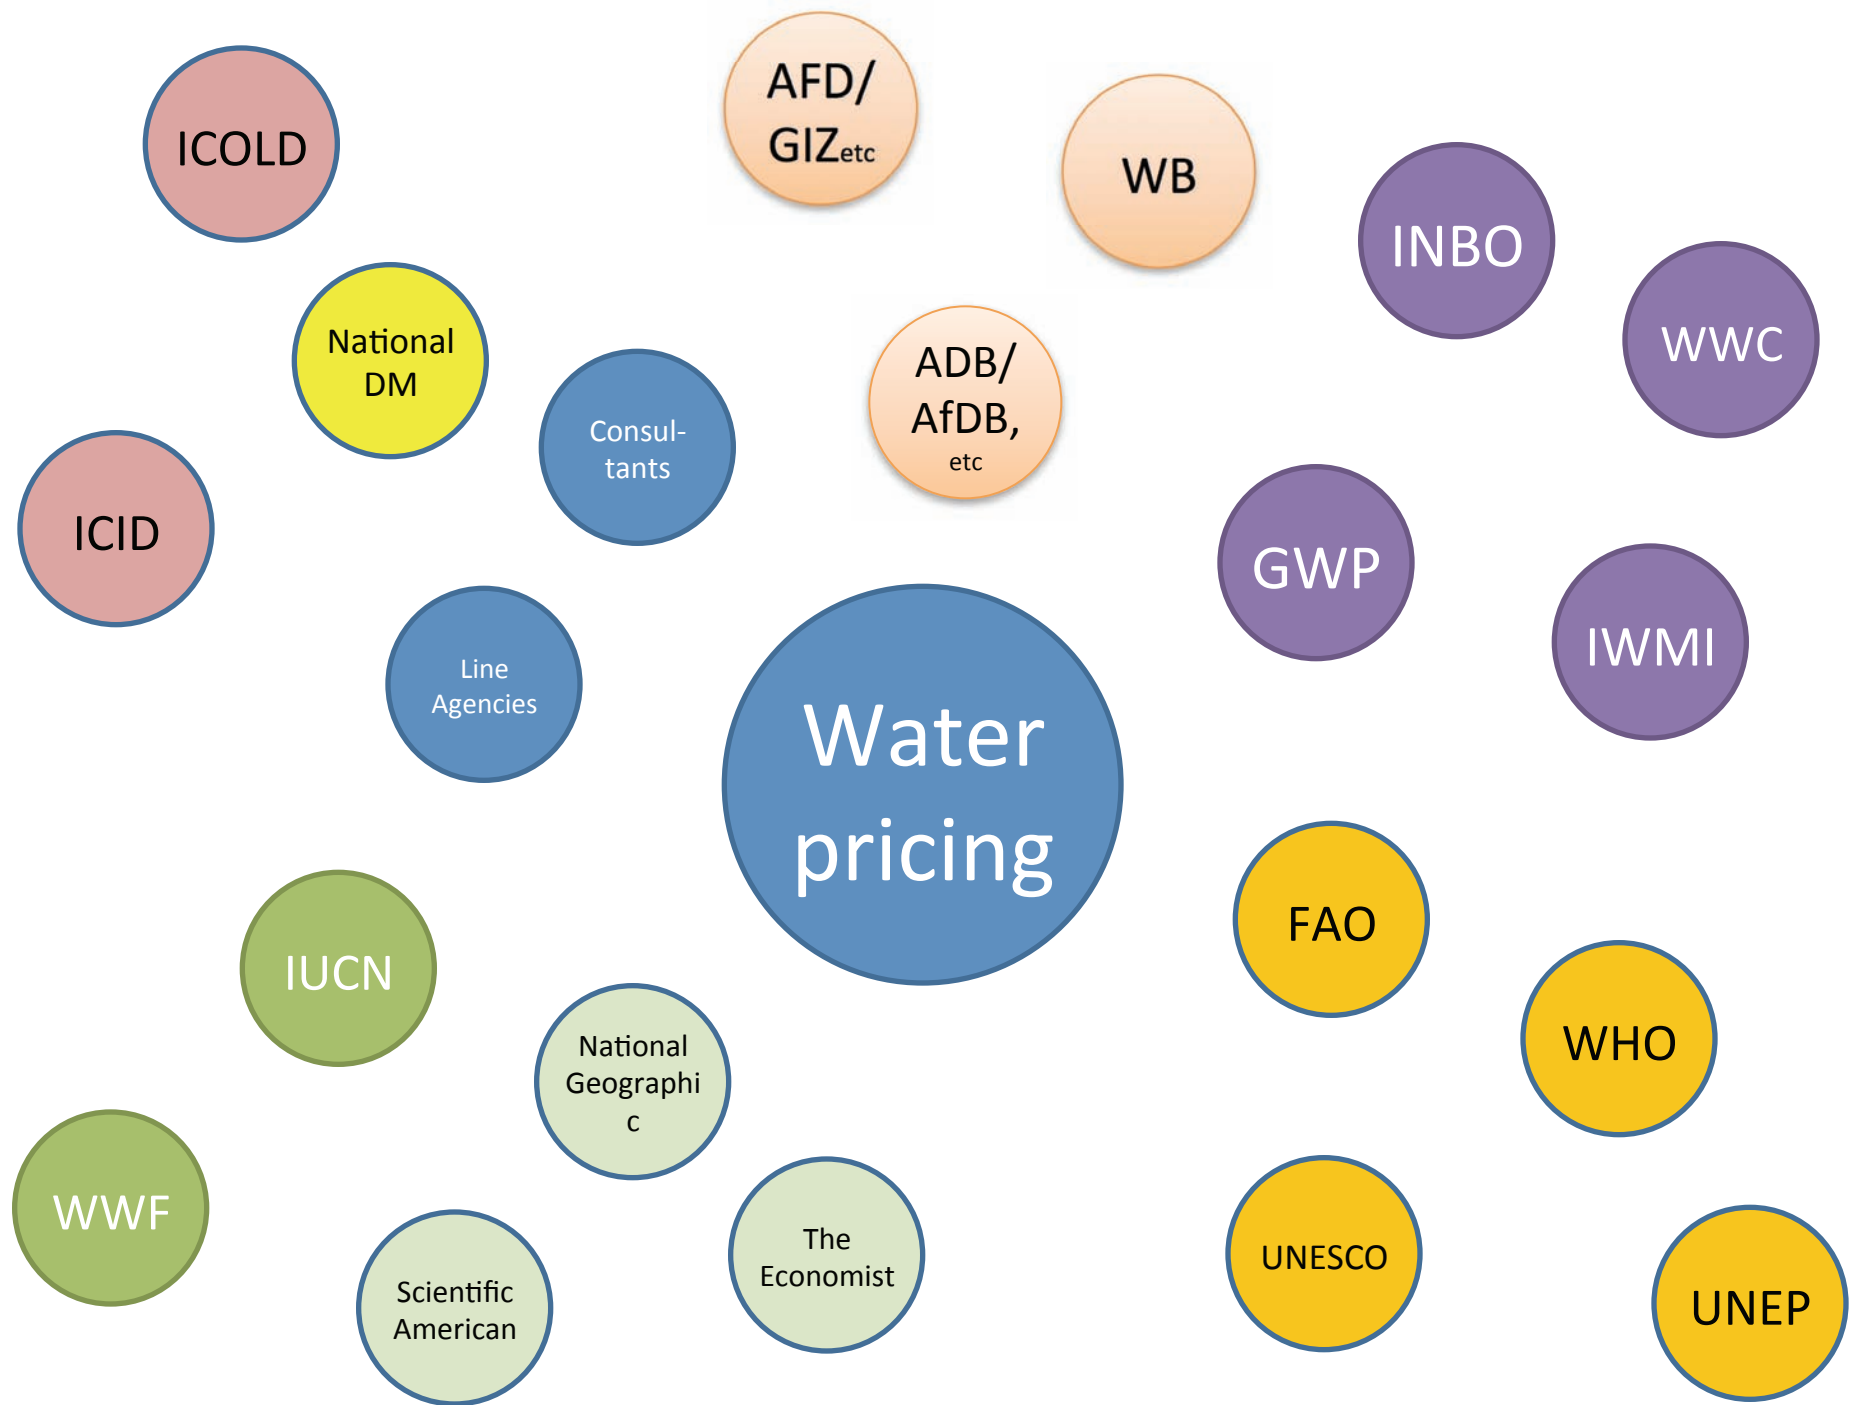 ICOLD
AFD/
GIZetc
WB
INBO
WWC
National
DM
Consul-
tants
ADB/
AfDB,
etc
ICID
GWP
IWMI
Line
Agencies
Water
pricing
FAO
WHO
IUCN
National
Geographi
c
WWF
Scientific
American
The
Economist
UNESCO
UNEP